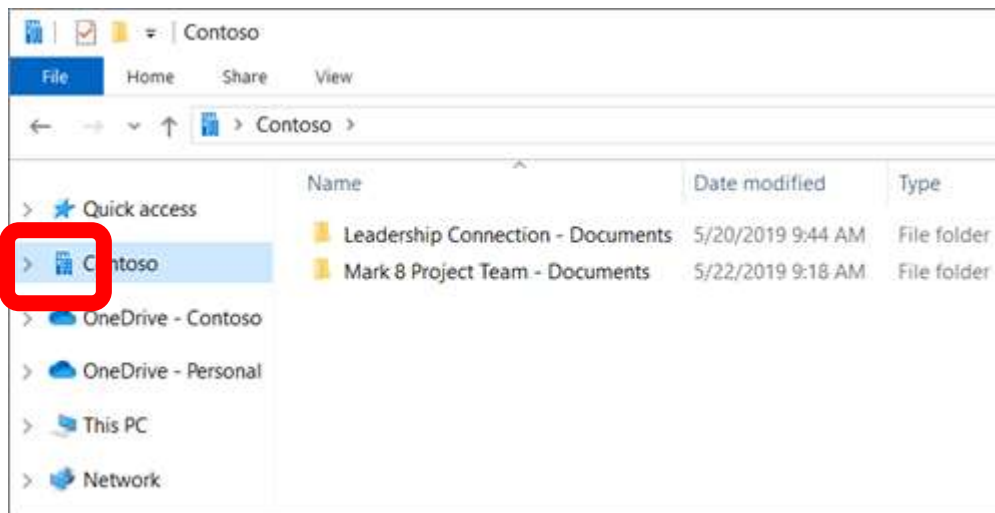 Contoso
File Home Share View
Contoso
Name Date modified Type
Quick access
Contoso
OneDrive - Contoso
OneDrive - Personal
This PC
Network
Leadership Connection - Documents 5/20/2019 9:44 AM File folder
Mark 8 Project Team - Documents 5/22/2019 9:18 AM File folder